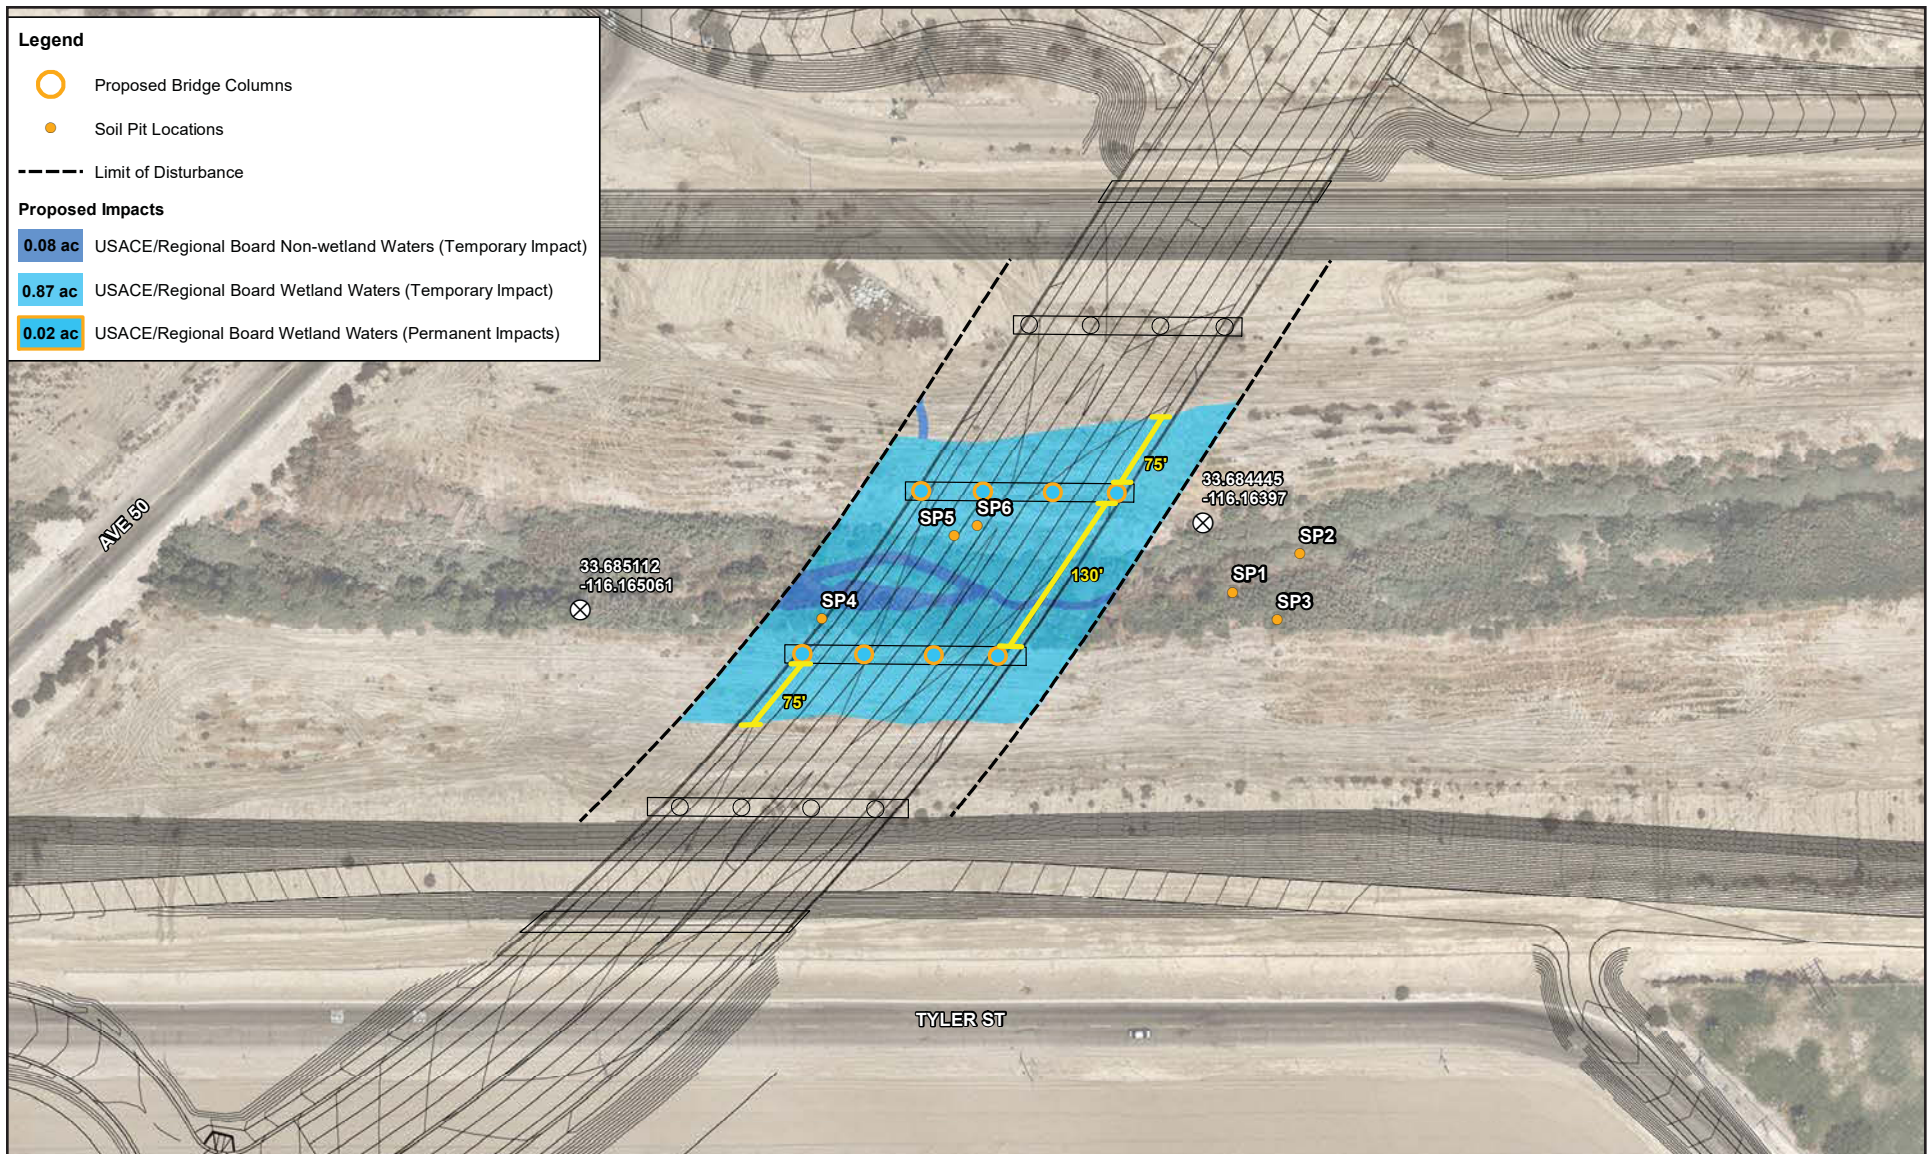 Legend
Proposed Bridge Columns
Soil Pit Locations
Limit of Disturbance
Proposed Impacts
0.08 ac USACE/Regional Board Non-wetland Waters (Temporary Impact)
0.87 ac USACE/Regional Board Wetland Waters (Temporary Impact)
0.02 ac USACE/Regional Board Wetland Waters (Permanent Impacts)
75'
33.684445
-116.16397
AVE 50
SP5
SP6
SP2
33.685112
-116.165061
130'
SP1
SP4
SP3
75'
TYLER ST